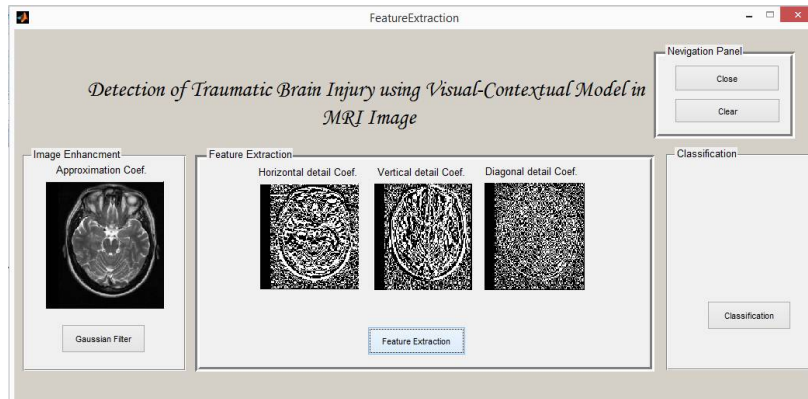 FeatureExtraction
Nevigation Panel
Close
Clear
Detection of Traumatic Brain Injury using Visual-Contextual Model in
MRI Image
Image Enhancment
Approximation Coef.
Gaussian Filter
Feature Extraction
Horizontal detail Coef.
Vertical detail Coef.
Diagonal detail Coef.
Feature Extraction
Classification
Classification